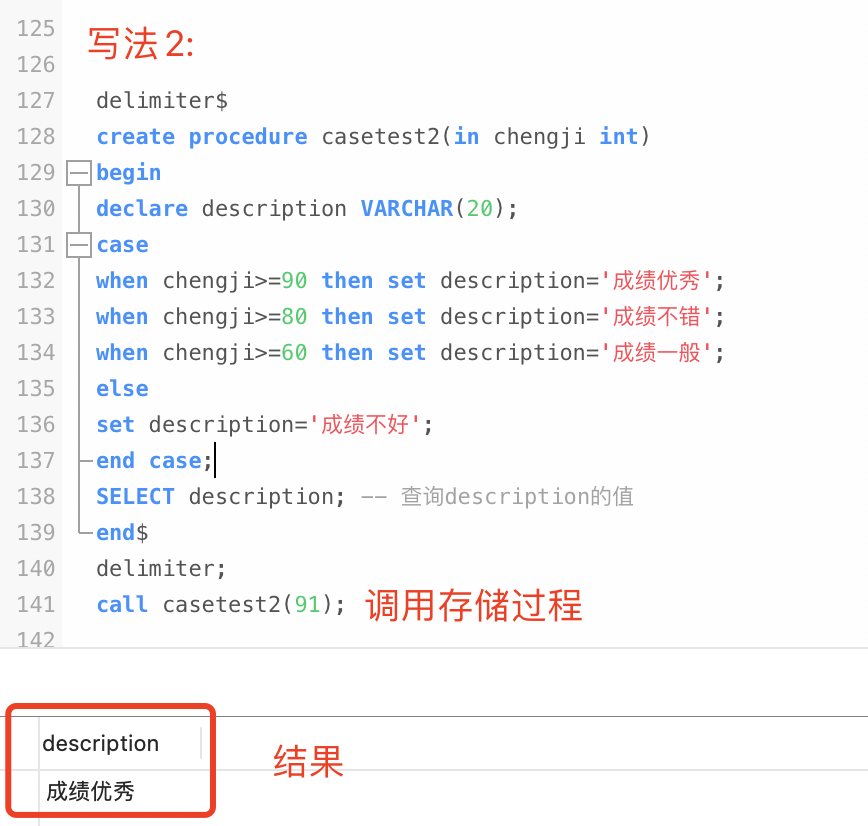 125
写法2:
126
127 delimiter$
128 create procedure casetest2(in chengji int)
129 begin
130 declare description VARCHAR(20);
131 case
132 when chengji>=90 then set description='成绩优秀';
133 when chengji>=80 then set description='成绩不错';
134 when chengji>=60 then set description='成绩一般';
135 else
136 set description='成绩不好';
137 end case;
138 SELECT description; -- 查询description的值
139 end$
140 delimiter;
141 call casetest2(91); 调用存储过程
142
description
结果
成绩优秀